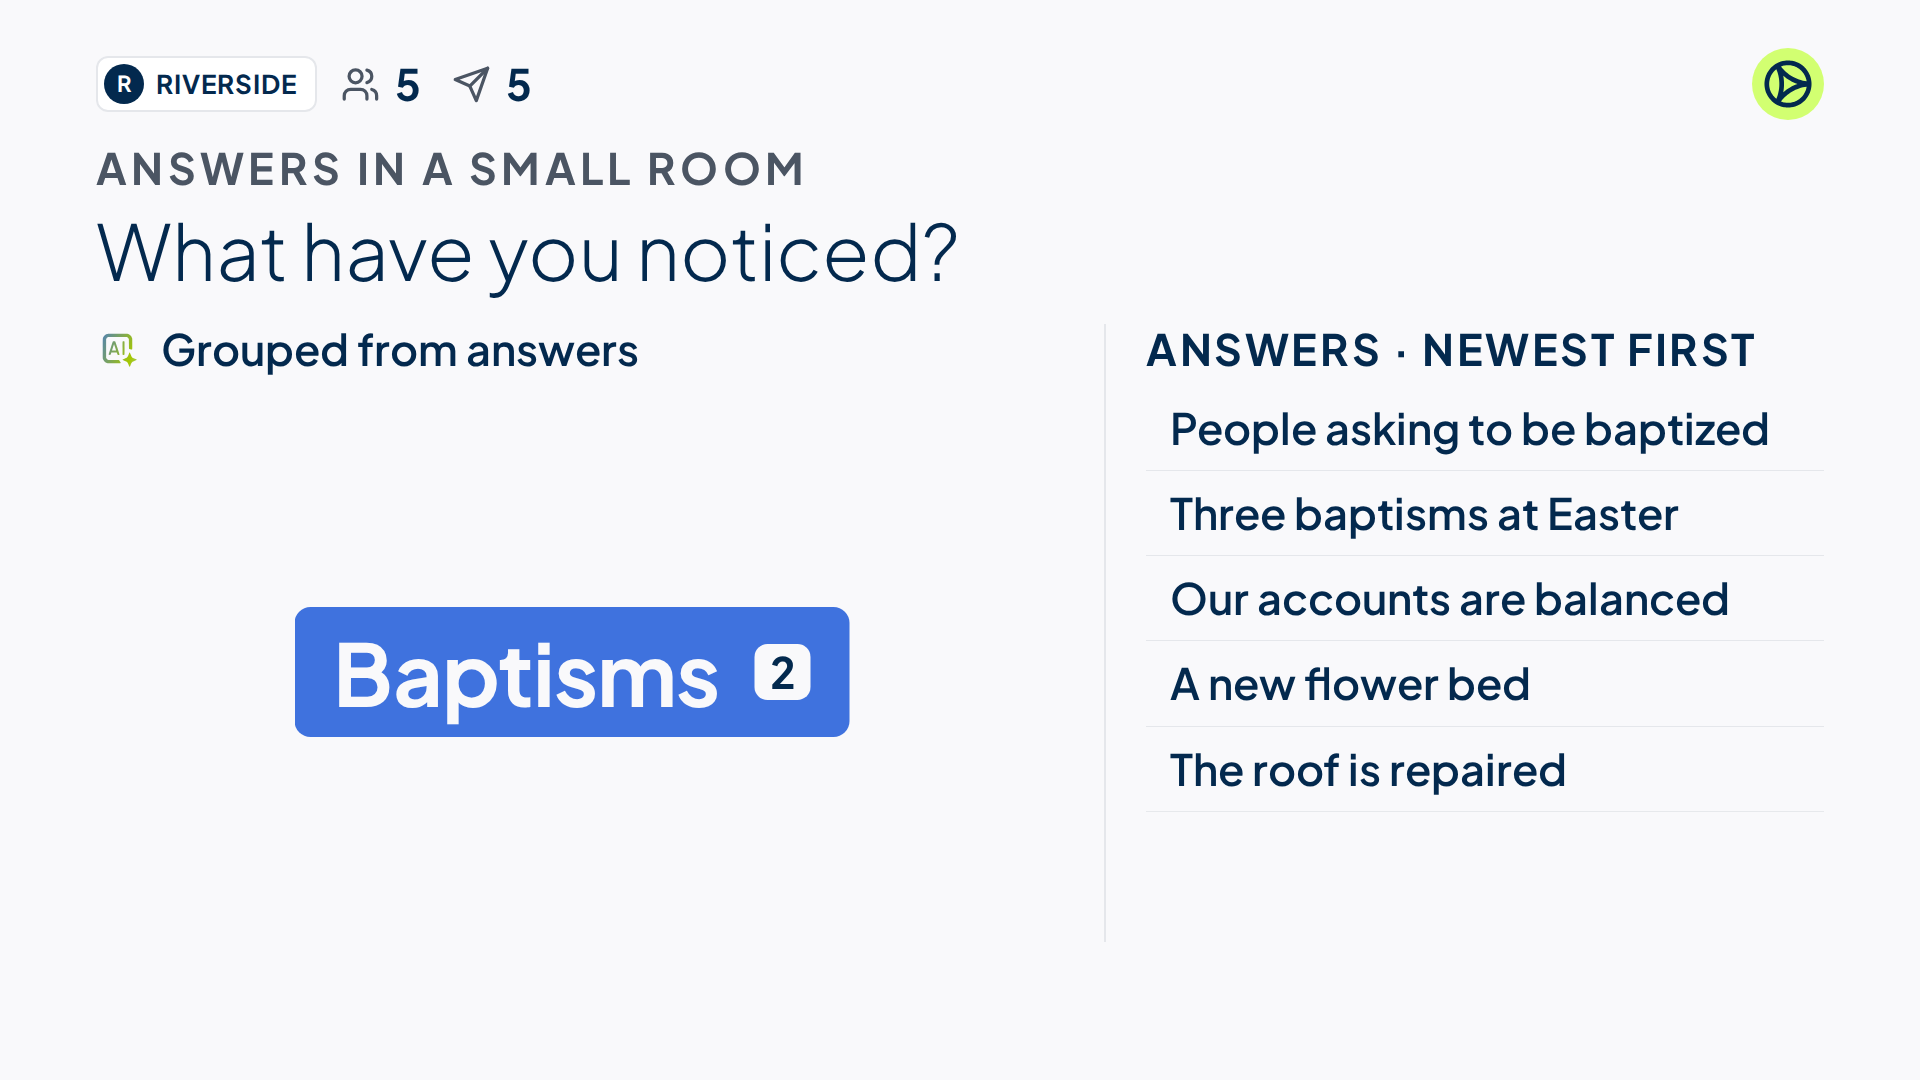 R RIVERSIDE 5 5
ANSWERS IN A SMALL ROOM
What have you noticed?
AI Grouped from answers
Baptisms 2
ANSWERS · NEWEST FIRST
People asking to be baptized
Three baptisms at Easter
Our accounts are balanced
A new flower bed
The roof is repaired